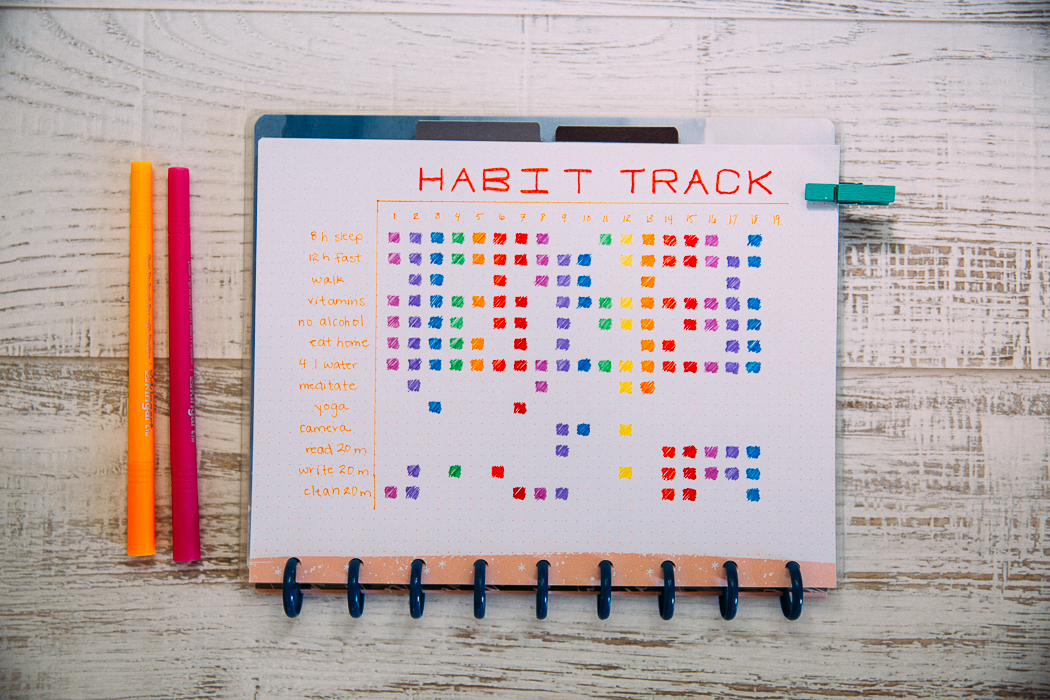 HABIT TRACK
1 2 3 4 5 6 7 8 9 10 11 12 13 14 15 16 17 18 19
8 h sleep
12 h fast
walk
vitamins
no alcohol
eat home
4 l water
meditate
yoga
camera
read 20 m
write 20 m
clean 20 m